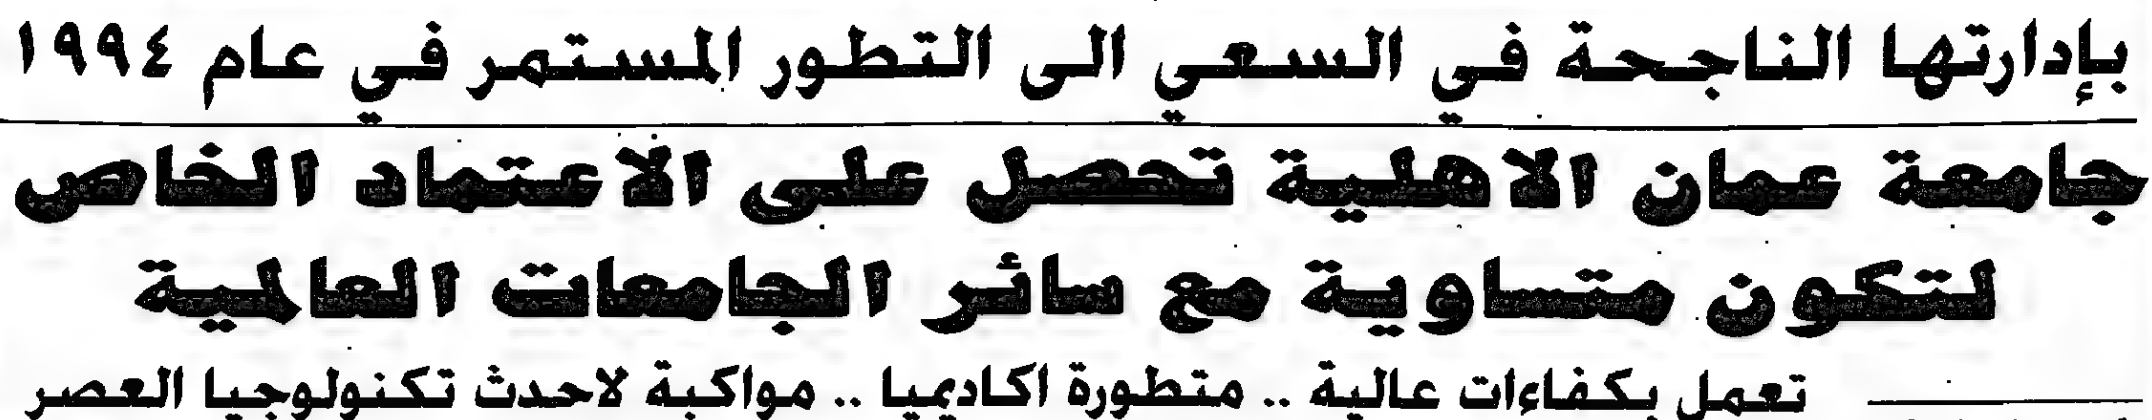 بإدارتها الناجحة في السعي الى التطور المستمر في عام ١٩٩٤
جامعة عمان الاهلية تحصل على الاعتماد الخاص
لتكون متساوية مع سائر الجامعات العالمية
تعمل بكفاءات عالية .. متطورة اكاديميا .. مواكبة لاحدث تكنولوجيا العصر